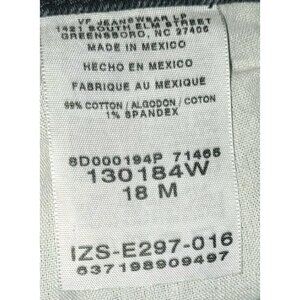 VF JEANSWEAR LP
1421 SOUTH ELM STREET
GREENSBORO, NC 27406
MADE IN MEXICO
HECHO EN MEXICO
FABRIQUE AU MEXIQUE
99% COTTON / ALGODON / COTON
1% SPANDEX
8D000194P 71465
130184W
18 M
IZS-E297-016
637198909497